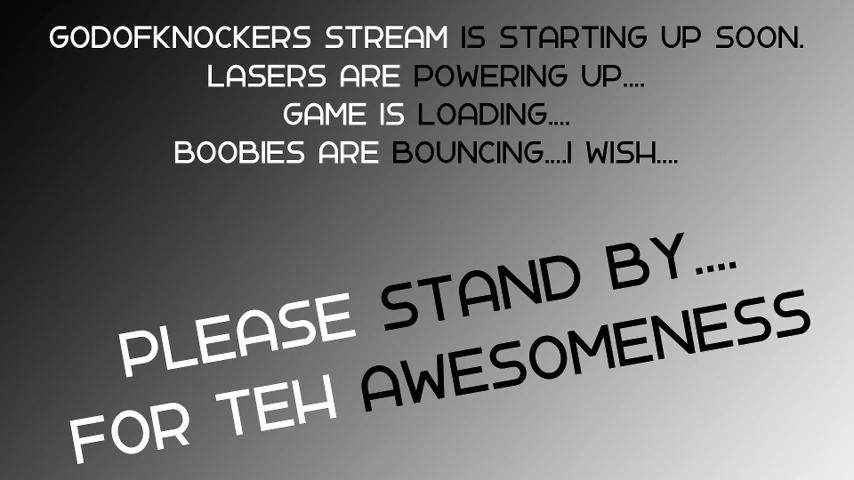 GODOFKNOCKERS STREAM IS STARTING UP SOON.
LASERS ARE POWERING UP....
GAME IS LOADING....
BOOBIES ARE BOUNCING....I WISH....
PLEASE STAND BY....
FOR TEH AWESOMENESS